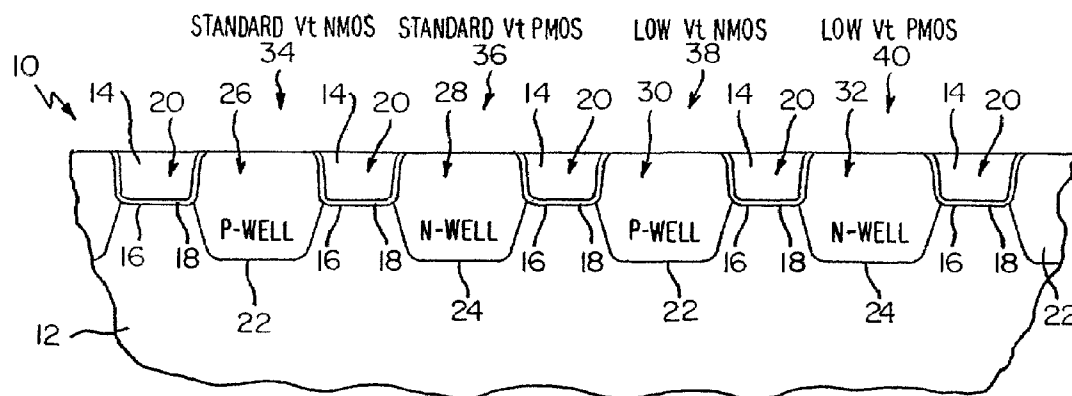 STANDARD Vt NMOS STANDARD Vt PMOS LOW Vt NMOS LOW Vt PMOS
34 36 38 40
10
14 20 26 14 20 28 14 20 30 14 20 32 14 20
P-WELL N-WELL P-WELL N-WELL
16 18 16 18 16 18 16 18 16 18
22 24 22 24 22
12